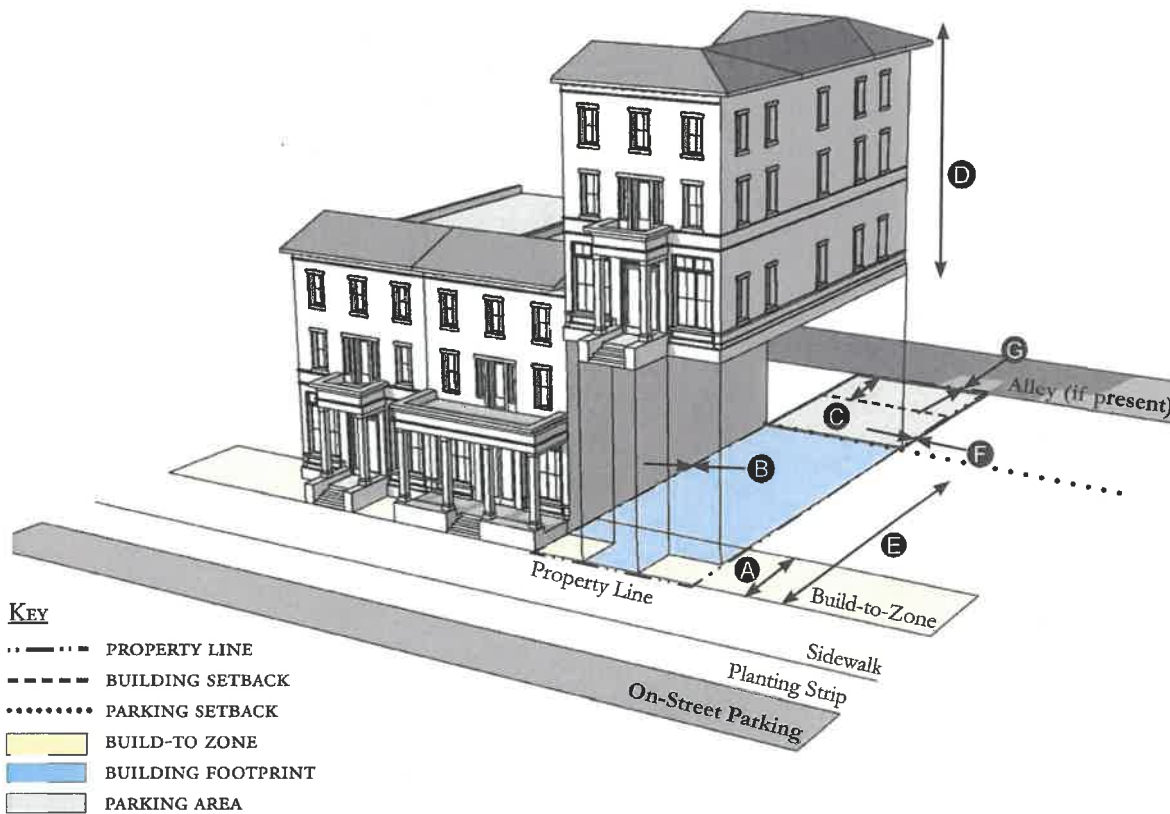 D
G
Alley (if present)
C
F
B
E
A
Property Line
Build-to-Zone
Sidewalk
Planting Strip
On-Street Parking
KEY
PROPERTY LINE
BUILDING SETBACK
PARKING SETBACK
BUILD-TO ZONE
BUILDING FOOTPRINT
PARKING AREA